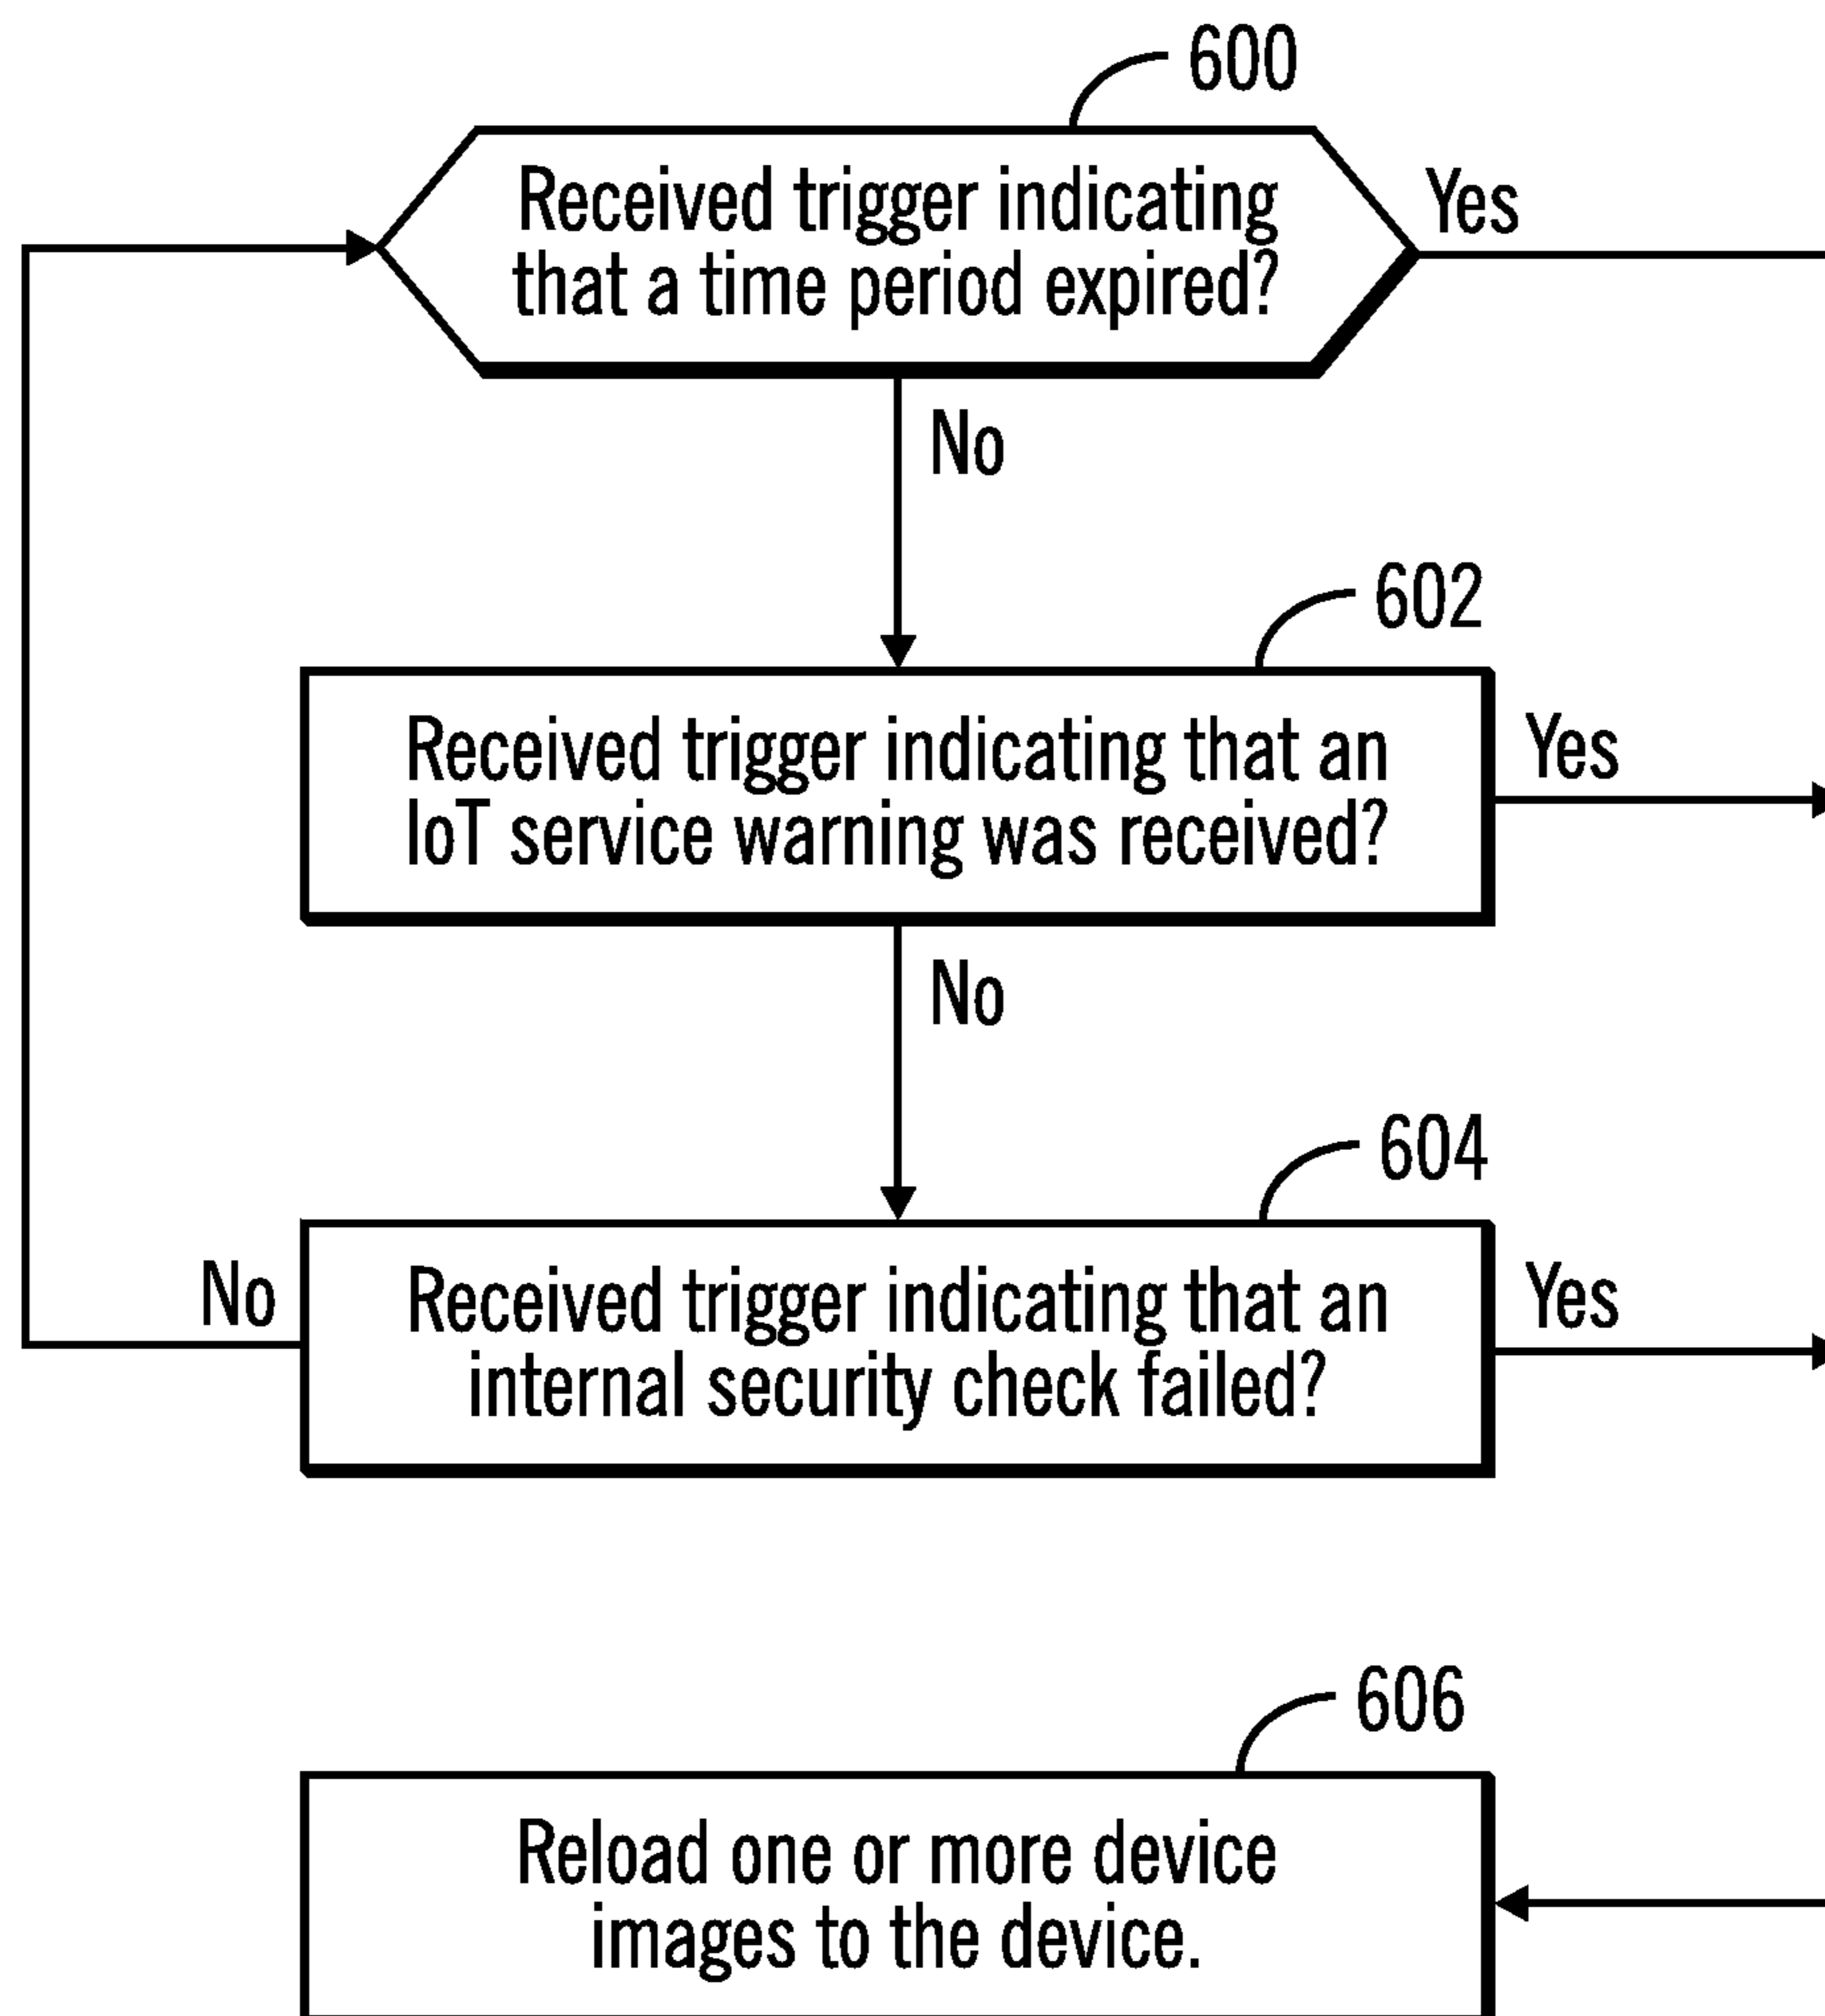 600
Received trigger indicating
that a time period expired?
Yes
No
602
Received trigger indicating that an
IoT service warning was received?
Yes
No
604
No
Received trigger indicating that an
internal security check failed?
Yes
606
Reload one or more device
images to the device.